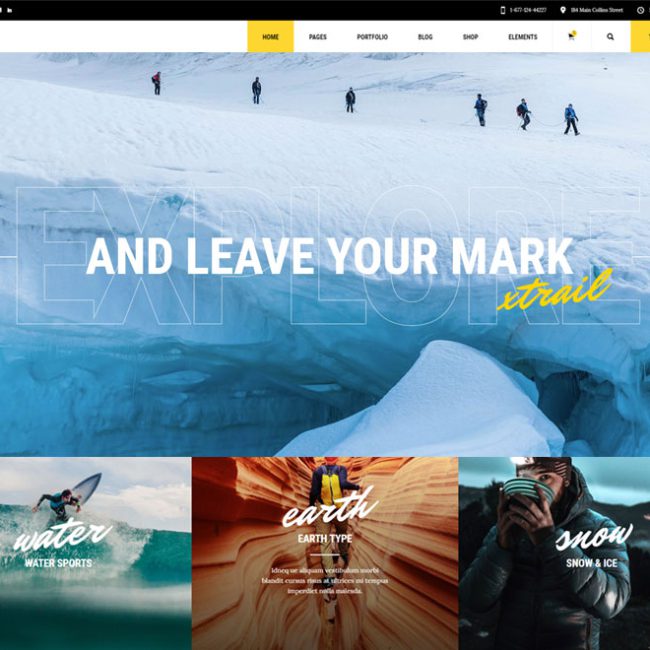 1-677-124-44227
184 Main Collins Street
HOME
PAGES
PORTFOLIO
BLOG
SHOP
ELEMENTS
EXPLORE
AND LEAVE YOUR MARK
xtrail
water
WATER SPORTS
earth
EARTH TYPE
Idneq ue aliquam vestibulum morbi
blandit cursus risus at ultrices mi tempus
imperdiet nulla malesda.
snow
SNOW & ICE